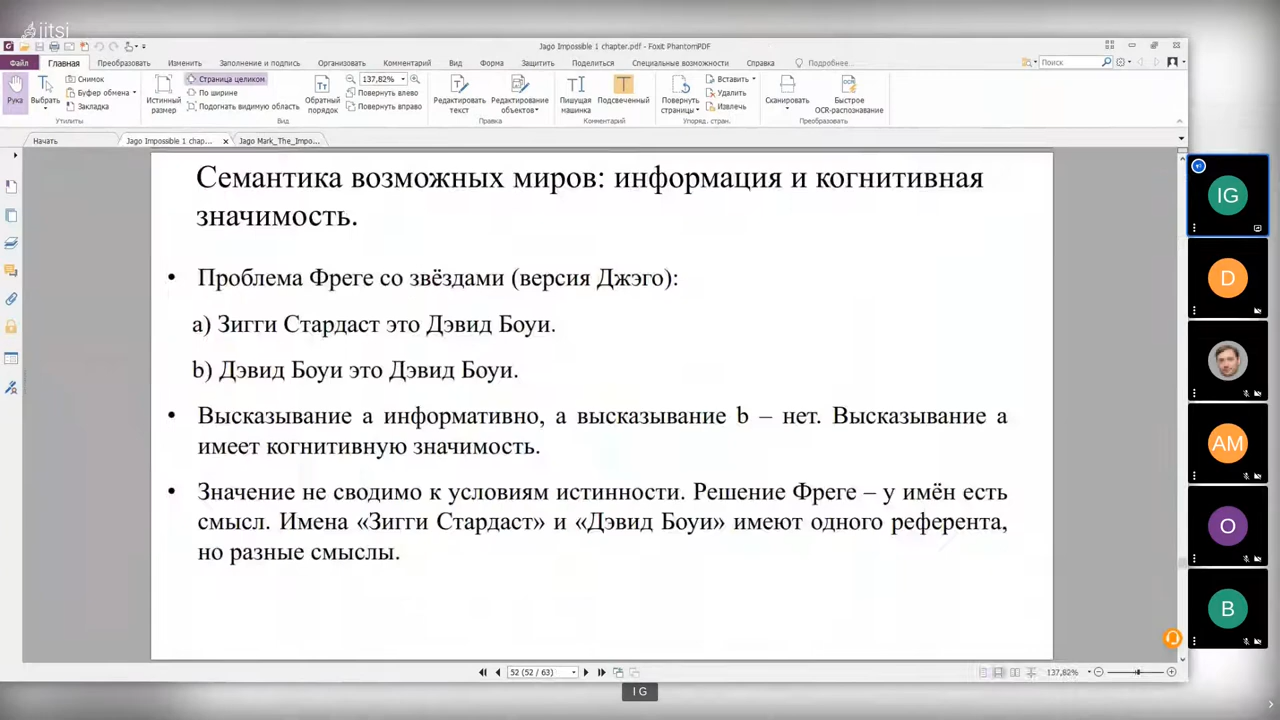 jitsi
Jago Impossible 1 chapter.pdf - Foxit PhantomPDF
Файл Главная Преобразовать Изменить Заполнение и подпись Организовать Комментарий Вид Форма Защитить Поделиться Специальные возможности Справка Подробнее... Поиск
Рука
Выбрать
Снимок
Буфер обмена
Закладка
Утилиты
Истинный размер
Страница целиком
По ширине
Подогнать видимую область
Обратный порядок
137,82%
Повернуть влево
Повернуть вправо
Вид
Редактировать текст
Редактирование объектов
Правка
Пишущая машинка
Подсвеченный
Комментарий
Повернуть страницы
Вставить
Удалить
Извлечь
Упоряд. стран.
Сканировать
Быстрое OCR-распознавание
Преобразовать
Начать
Jago Impossible 1 chap...
Jago Mark_The_Impo...
Семантика возможных миров: информация и когнитивная
значимость.
• Проблема Фреге со звёздами (версия Джэго):
a) Зигги Стардаст это Дэвид Боуи.
b) Дэвид Боуи это Дэвид Боуи.
• Высказывание a информативно, а высказывание b – нет. Высказывание a
имеет когнитивную значимость.
• Значение не сводимо к условиям истинности. Решение Фреге – у имён есть
смысл. Имена «Зигги Стардаст» и «Дэвид Боуи» имеют одного референта,
но разные смыслы.
52 (52 / 63)
137,82%
I G
IG
D
AM
O
B